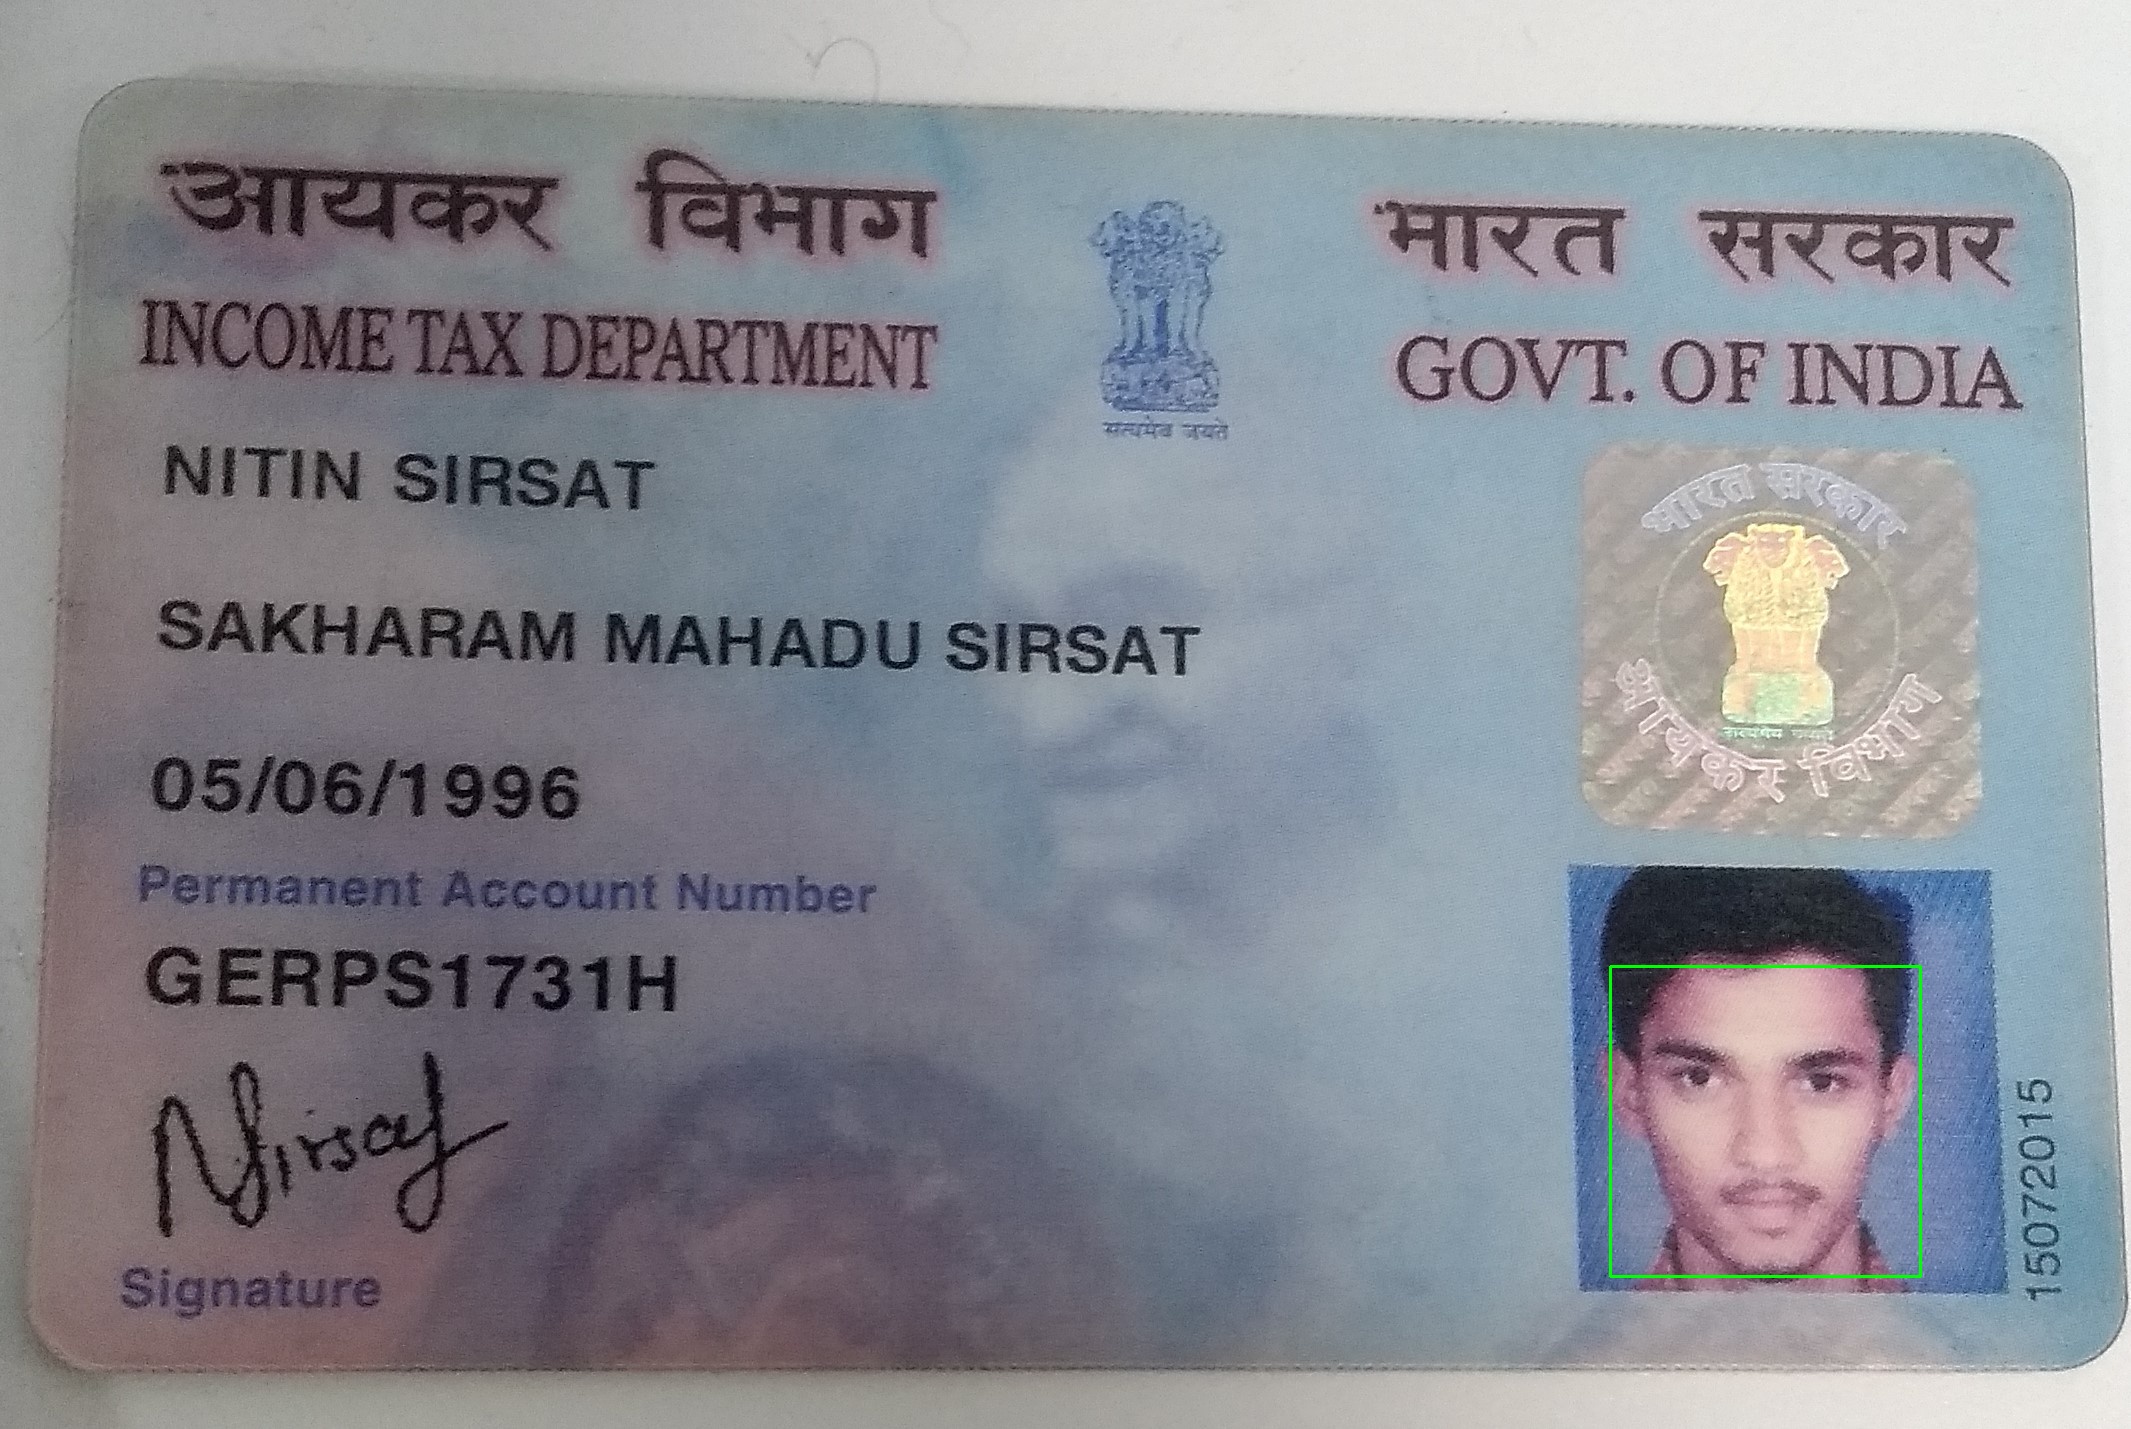 आयकर विभाग
भारत सरकार
INCOME TAX DEPARTMENT
GOVT. OF INDIA
सत्यमेव जयते
NITIN SIRSAT
SAKHARAM MAHADU SIRSAT
05/06/1996
Permanent Account Number
GERPS1731H
Nsirsat
Signature
भारत सरकार
सत्यमेव जयते
आयकर विभाग
15072015